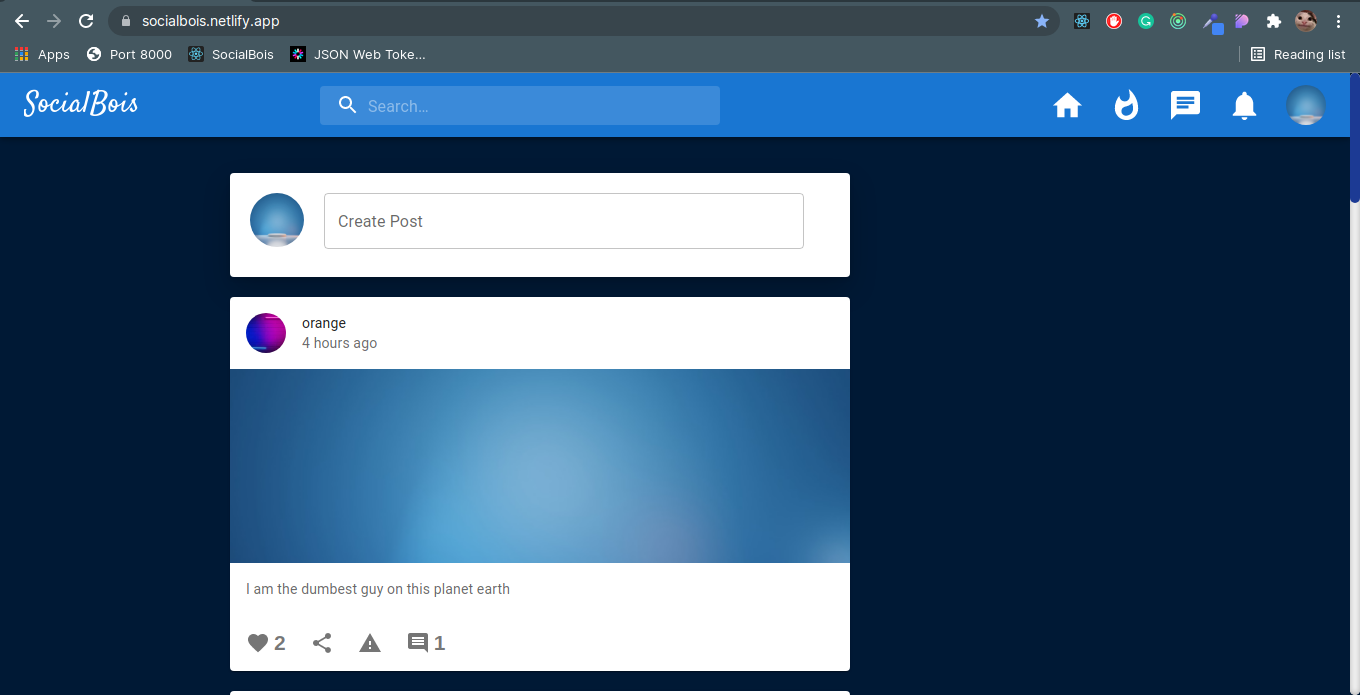 socialbois.netlify.app
Apps Port 8000 SocialBois JSON Web Toke... Reading list
SocialBois Search...
Create Post
orange
4 hours ago
I am the dumbest guy on this planet earth
2 1